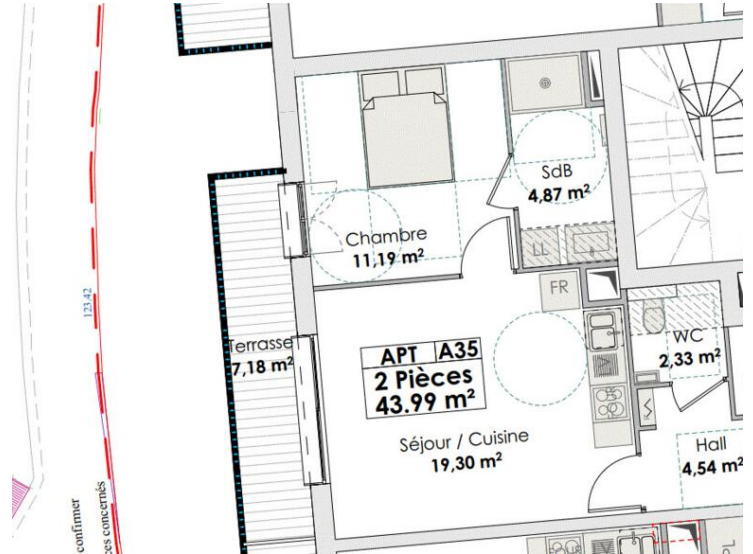 SdB
4,87 m²
Chambre
11,19 m²
LL
FR
123.42
Terrasse
7,18 m²
APT A35
2 Pièces
43.99 m²
WC
2,33 m²
Séjour / Cuisine
19,30 m²
Hall
4,54 m²
confirmer
ces concernés
PL